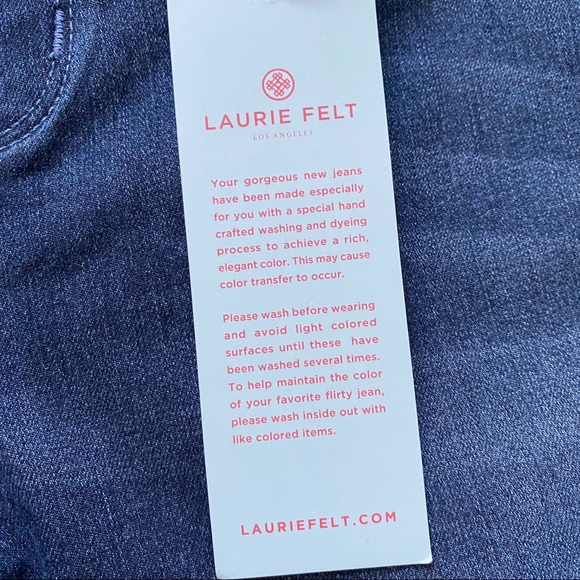 LAURIE FELT
LOS ANGELES
Your gorgeous new jeans
have been made especially
for you with a special hand
crafted washing and dyeing
process to achieve a rich,
elegant color. This may cause
color transfer to occur.
Please wash before wearing
and avoid light colored
surfaces until these have
been washed several times.
To help maintain the color
of your favorite flirty jean,
please wash inside out with
like colored items.
LAURIEFELT.COM